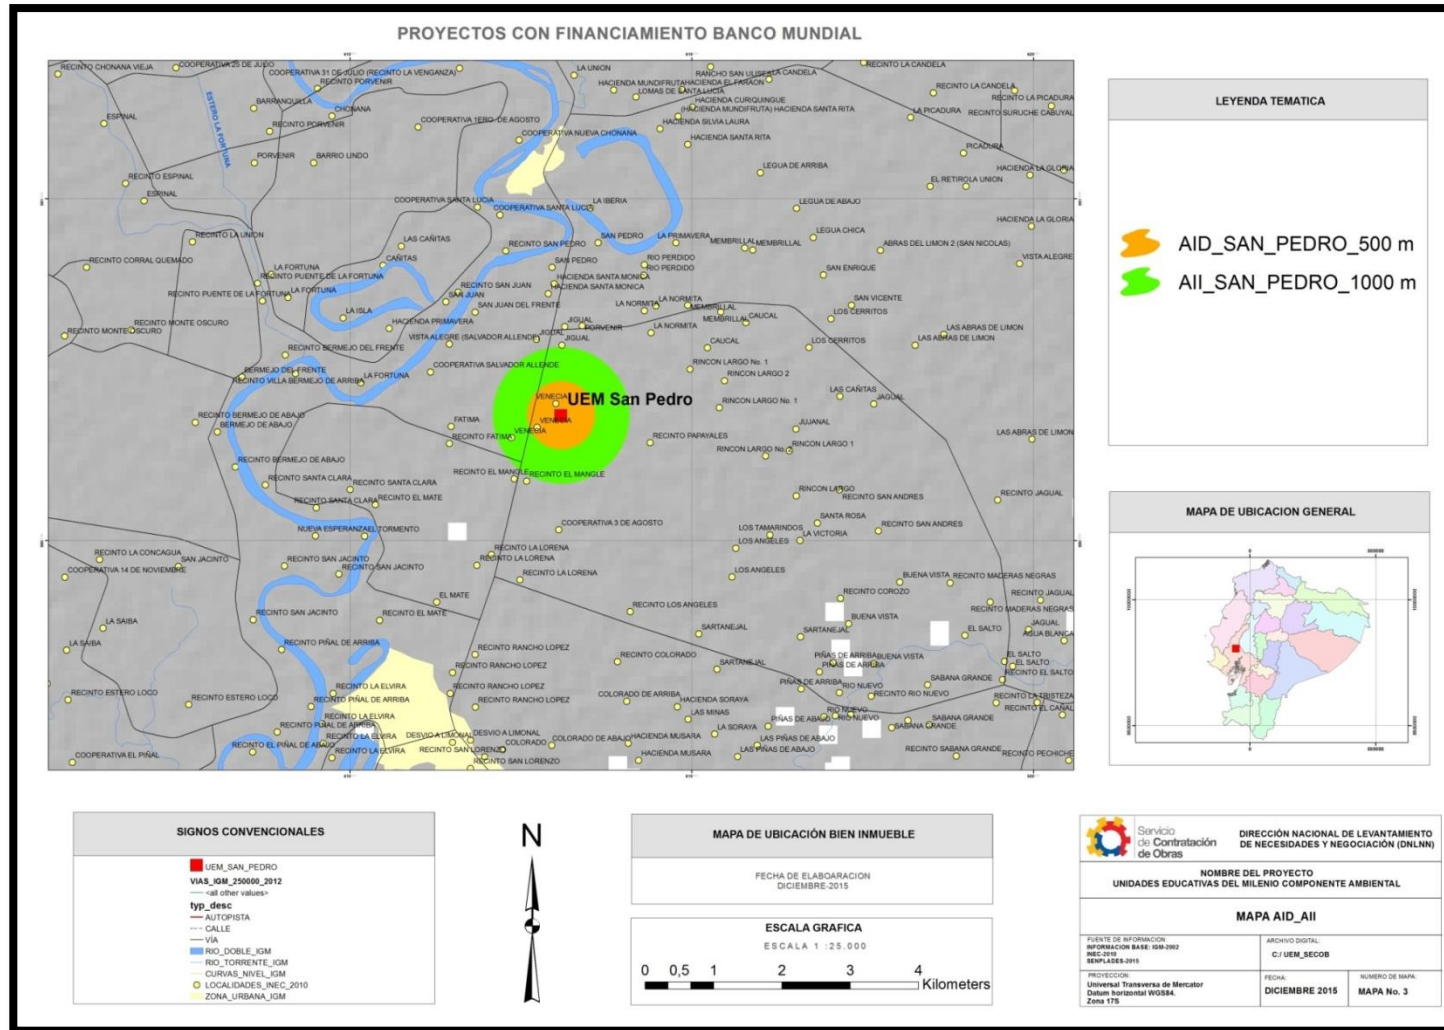 PROYECTOS CON FINANCIAMIENTO BANCO MUNDIAL
RECINTO CHONANA VIEJA
COOPERATIVA 25 DE JULIO
COOPERATIVA 31 DE JULIO (RECINTO LA VENGANZA)
RECINTO PORVENIR
LA UNION
RANCHO SAN ULISES
LA CANDELA
RECINTO LA CANDELA
HACIENDA MUNDIFRUTA
HACIENDA EL FARAON
LOMAS DE SANTA LUCIA
RECINTO LA CANDELA
ESTERO LA FORTUNA
BARRANQUILLA
CHONANA
HACIENDA CURIQUINGUE
(HACIENDA MUNDIFRUTA)
HACIENDA SANTA RITA
RECINTO LA PICADURA
LA PICADURA
RECINTO SURUCHE CABUYAL
ESPINAL
RECINTO PORVENIR
COOPERATIVA 1ERO. DE AGOSTO
HACIENDA SILVIA LAURA
COOPERATIVA NUEVA CHONANA
HACIENDA SANTA RITA
PICADURA
PORVENIR
BARRIO LINDO
LEGUA DE ARRIBA
HACIENDA LA GLORIA
RECINTO ESPINAL
EL RETIRO
LA UNION
ESPINAL
COOPERATIVA SANTA LUCIA
COOPERATIVA SANTA LUCIA
LA IBERIA
LEGUA DE ABAJO
HACIENDA LA GLORIA
RECINTO LA UNION
LAS CAÑITAS
RECINTO SAN PEDRO
SAN PEDRO
LA PRIMAVERA
MEMBRILLAL
MEMBRILLAL
LEGUA CHICA
ABRAS DEL LIMON 2 (SAN NICOLAS)
RECINTO CORRAL QUEMADO
LA FORTUNA
CAÑITAS
SAN PEDRO
RIO PERDIDO
RIO PERDIDO
SAN ENRIQUE
VISTA ALEGRE
RECINTO PUENTE DE LA FORTUNA
RECINTO SAN JUAN
HACIENDA SANTA MONICA
HACIENDA SANTA MONICA
RECINTO PUENTE DE LA FORTUNA
LA FORTUNA
SAN JUAN
SAN JUAN DEL FRENTE
LA NORMITA
LA NORMITA
MEMBRILLAL
SAN VICENTE
LA ISLA
RECINTO MONTE OSCURO
RECINTO MONTE OSCURO
HACIENDA PRIMAVERA
JIGUAL
PORVENIR
LA NORMITA
MEMBRILLAL
CAUCAL
LOS CERRITOS
VISTA ALEGRE (SALVADOR ALLENDE)
JIGUAL
JIGUAL
CAUCAL
LOS CERRITOS
LAS ABRAS DE LIMON
LAS ABRAS DE LIMON
RECINTO BERMEJO DEL FRENTE
RINCON LARGO No. 1
BERMEJO DEL FRENTE
RECINTO VILLA BERMEJO DE ARRIBA
LA FORTUNA
COOPERATIVA SALVADOR ALLENDE
RINCON LARGO 2
VENECIA
UEM San Pedro
RINCON LARGO No. 1
LAS CAÑITAS
JAGUAL
RECINTO BERMEJO DE ABAJO
BERMEJO DE ABAJO
FATIMA
RECINTO FATIMA
VENECIA
VENECIA
RECINTO PAPAYALES
JUJANAL
RINCON LARGO 1
LAS ABRAS DE LIMON
RECINTO BERMEJO DE ABAJO
RECINTO SANTA CLARA
RECINTO SANTA CLARA
RECINTO EL MANGLE
RECINTO EL MANGLE
RECINTO SANTA CLARA
RECINTO EL MATE
RINCON LARGO
RECINTO SAN ANDRES
RECINTO JAGUAL
NUEVA ESPERANZA
EL TORMENTO
COOPERATIVA 3 DE AGOSTO
LOS TAMARINDOS
LOS ANGELES
SANTA ROSA
LA VICTORIA
RECINTO SAN ANDRES
RECINTO LA CONCAGUA
COOPERATIVA 14 DE NOVIEMBRE
SAN JACINTO
RECINTO SAN JACINTO
RECINTO SAN JACINTO
RECINTO LA LORENA
RECINTO LA LORENA
RECINTO LA LORENA
LOS ANGELES
BUENA VISTA
RECINTO MADERAS NEGRAS
RECINTO COROZO
RECINTO JAGUAL
LA SAIBA
RECINTO SAN JACINTO
EL MATE
RECINTO EL MATE
RECINTO LOS ANGELES
RECINTO MADERAS NEGRAS
LA SAIBA
RECINTO PIÑAL DE ARRIBA
SARTANEJAL
SARTANEJAL
BUENA VISTA
EL SALTO
JAGUAL
AGUA BLANCA
RECINTO RANCHO LOPEZ
RECINTO RANCHO LOPEZ
RECINTO COLORADO
SARTANEJAL
PIÑAS DE ARRIBA
PIÑAS DE ARRIBA
BUENA VISTA
EL SALTO
RECINTO EL SALTO
RECINTO ESTERO LOCO
RECINTO ESTERO LOCO
RECINTO LA ELVIRA
RECINTO PIÑAL DE ARRIBA
RECINTO RANCHO LOPEZ
COLORADO DE ARRIBA
HACIENDA SORAYA
PIÑAS DE ARRIBA
RIO NUEVO
RECINTO RIO NUEVO
SABANA GRANDE
RECINTO LA TRISTEZA
RECINTO EL CAÑAL
RECINTO LA ELVIRA
RECINTO PIÑAL DE ARRIBA
LAS MINAS
LA SORAYA
PIÑAS DE ABAJO
RIO NUEVO
RIO NUEVO
SABANA GRANDE
SABANA GRANDE
COOPERATIVA EL PIÑAL
RECINTO EL PIÑAL DE ABAJO
RECINTO LA ELVIRA
RECINTO LA ELVIRA
DESVIO A LIMONAL
DESVIO A LIMONAL
RECINTO SAN LORENZO
COLORADO
RECINTO SAN LORENZO
COLORADO DE ABAJO
HACIENDA MUSARA
HACIENDA MUSARA
LAS PIÑAS DE ABAJO
LAS PIÑAS DE ABAJO
RECINTO SABANA GRANDE
RECINTO PECHICHE
LEYENDA TEMATICA
AID_SAN_PEDRO_500 m
AII_SAN_PEDRO_1000 m
MAPA DE UBICACION GENERAL
SIGNOS CONVENCIONALES
UEM_SAN_PEDRO
VIAS_IGM_250000_2012
<all other values>
typ_desc
AUTOPISTA
CALLE
VÍA
RIO_DOBLE_IGM
RIO_TORRENTE_IGM
CURVAS_NIVEL_IGM
LOCALIDADES_INEC_2010
ZONA_URBANA_IGM
N
MAPA DE UBICACIÓN BIEN INMUEBLE
FECHA DE ELABOARACION
DICIEMBRE-2015
ESCALA GRAFICA
ESCALA 1 :25.000
0 0,5 1 2 3 4
Kilometers
Servicio
de Contratación
de Obras
DIRECCIÓN NACIONAL DE LEVANTAMIENTO
DE NECESIDADES Y NEGOCIACIÓN (DNLNN)
NOMBRE DEL PROYECTO
UNIDADES EDUCATIVAS DEL MILENIO COMPONENTE AMBIENTAL
MAPA AID_AII
FUENTE DE INFORMACION:
INFORMACION BASE: IGM-2002
INEC-2010
SENPLADES-2015
ARCHIVO DIGITAL:
C:/ UEM_SECOB
PROYECCION:
Universal Transversa de Mercator
Datum horizontal WGS84.
Zona 17S
FECHA:
DICIEMBRE 2015
NUMERO DE MAPA:
MAPA No. 3